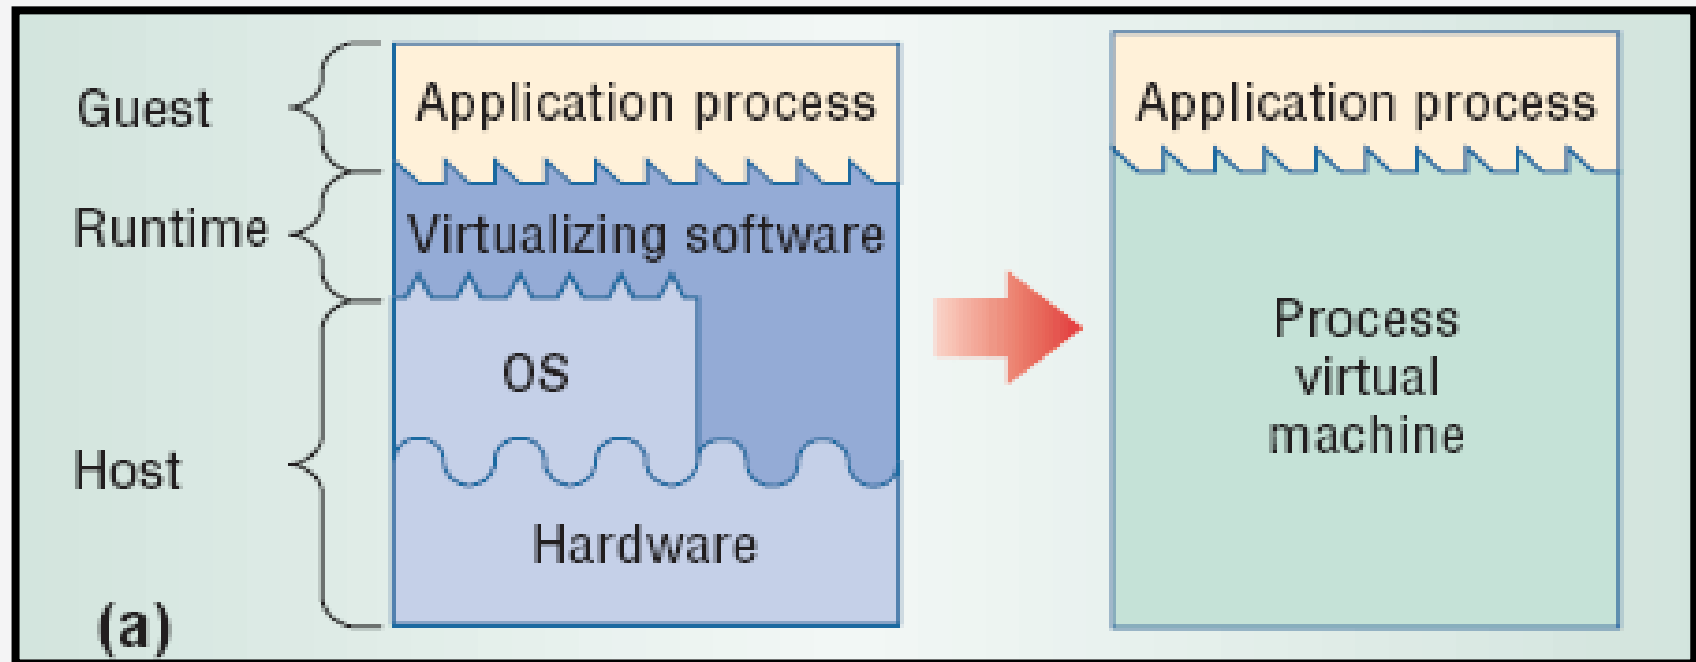 Guest
Runtime
Host
(a)
Application process
Virtualizing software
OS
Hardware
Application process
Process
virtual
machine